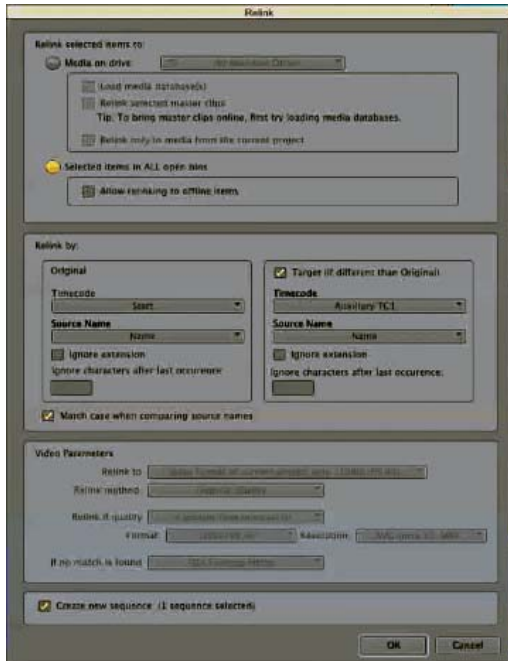 Relink
Relink selected items to:
Media on drive
Load media database(s)
Relink selected master clips
Tip: To bring master clips online, first try loading media databases.
Relink only to media from the current project
Selected items in ALL open bins
Allow relinking to offline items
Relink by:
Original
Timecode
Start
Source Name
Name
Ignore extension
Ignore characters after last occurence:
Target (if different than Original)
Timecode
Auxiliary TC1
Source Name
Name
Ignore extension
Ignore characters after last occurence:
Match case when comparing source names
Video Parameters
Relink to
Relink method
Relink if quality
Format
Resolution
If no match is found
Create new sequence (1 sequence selected)
OK
Cancel